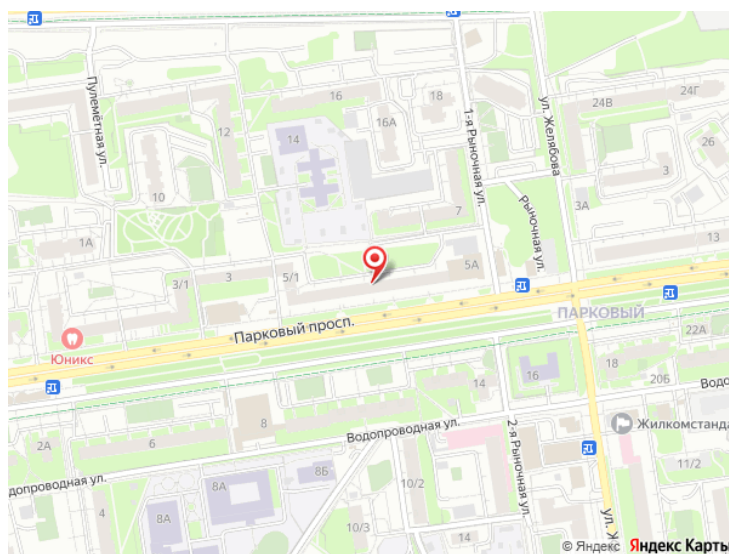 Пулемётная ул.
16
18
16А
1-я Рыночная ул.
ул. Желябова
24В
24Г
12
14
10
7
Рыночная ул.
3
2б
3А
1А
13
3/1
3
5/1
5А
ПАРКОВЫЙ
Парковый просп.
Юникс
22А
14
16
18
20Б
Водо
2А
6
8
Водопроводная ул.
2-я Рыночная ул.
Жилкомстанда
11/2
одопроводная ул.
4
8А
8А
8Б
10/2
10/3
14
ул. Ж
© Яндекс Яндекс Карты